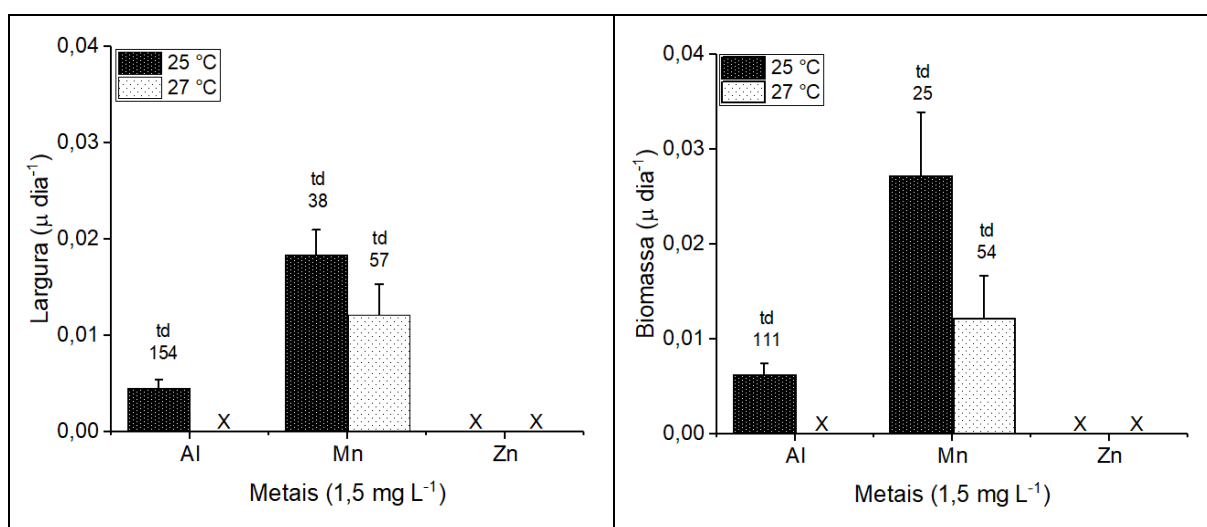 0,04
25 °C
27 °C
0,03
0,02
0,01
0,00
Largura (μ dia⁻¹)
td
154
X
td
38
td
57
X X
Al Mn Zn
Metais (1,5 mg L⁻¹)
0,04
25 °C
27 °C
0,03
0,02
0,01
0,00
Biomassa (μ dia⁻¹)
td
111
X
td
25
td
54
X X
Al Mn Zn
Metais (1,5 mg L⁻¹)